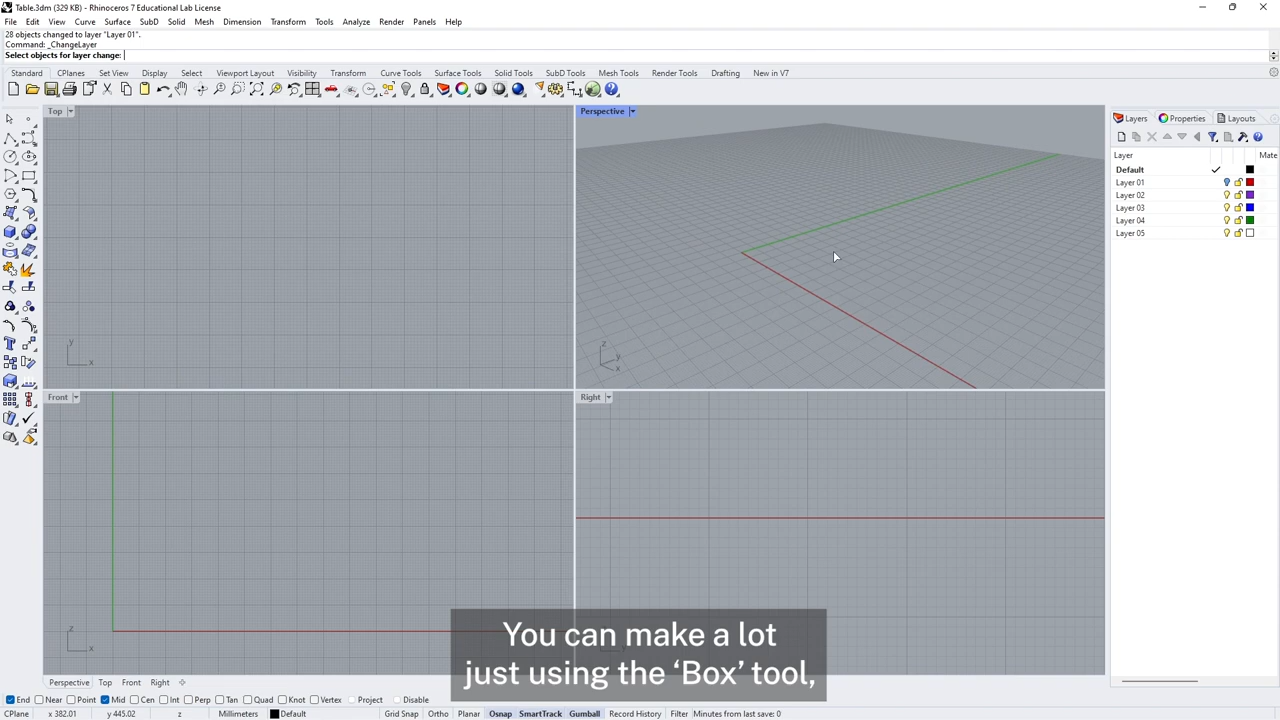 Table.3dm (329 KB) - Rhinoceros 7 Educational Lab License
File Edit View Curve Surface SubD Solid Mesh Dimension Transform Tools Analyze Render Panels Help
28 objects changed to layer "Layer 01".
Command: _ChangeLayer
Select objects for layer change:
Standard CPlanes Set View Display Select Viewport Layout Visibility Transform Curve Tools Surface Tools Solid Tools SubD Tools Mesh Tools Render Tools Drafting New in V7
Top
Perspective
Layers Properties Layouts
Layer Mate
Default
Layer 01
Layer 02
Layer 03
Layer 04
Layer 05
y
x
z
y
x
Front
Right
z
x
You can make a lot
just using the ‘Box’ tool,
Perspective Top Front Right
End Near Point Mid Cen Int Perp Tan Quad Knot Vertex Project Disable
CPlane x 382.01 y 445.02 z Millimeters Default Grid Snap Ortho Planar Osnap SmartTrack Gumball Record History Filter Minutes from last save: 0